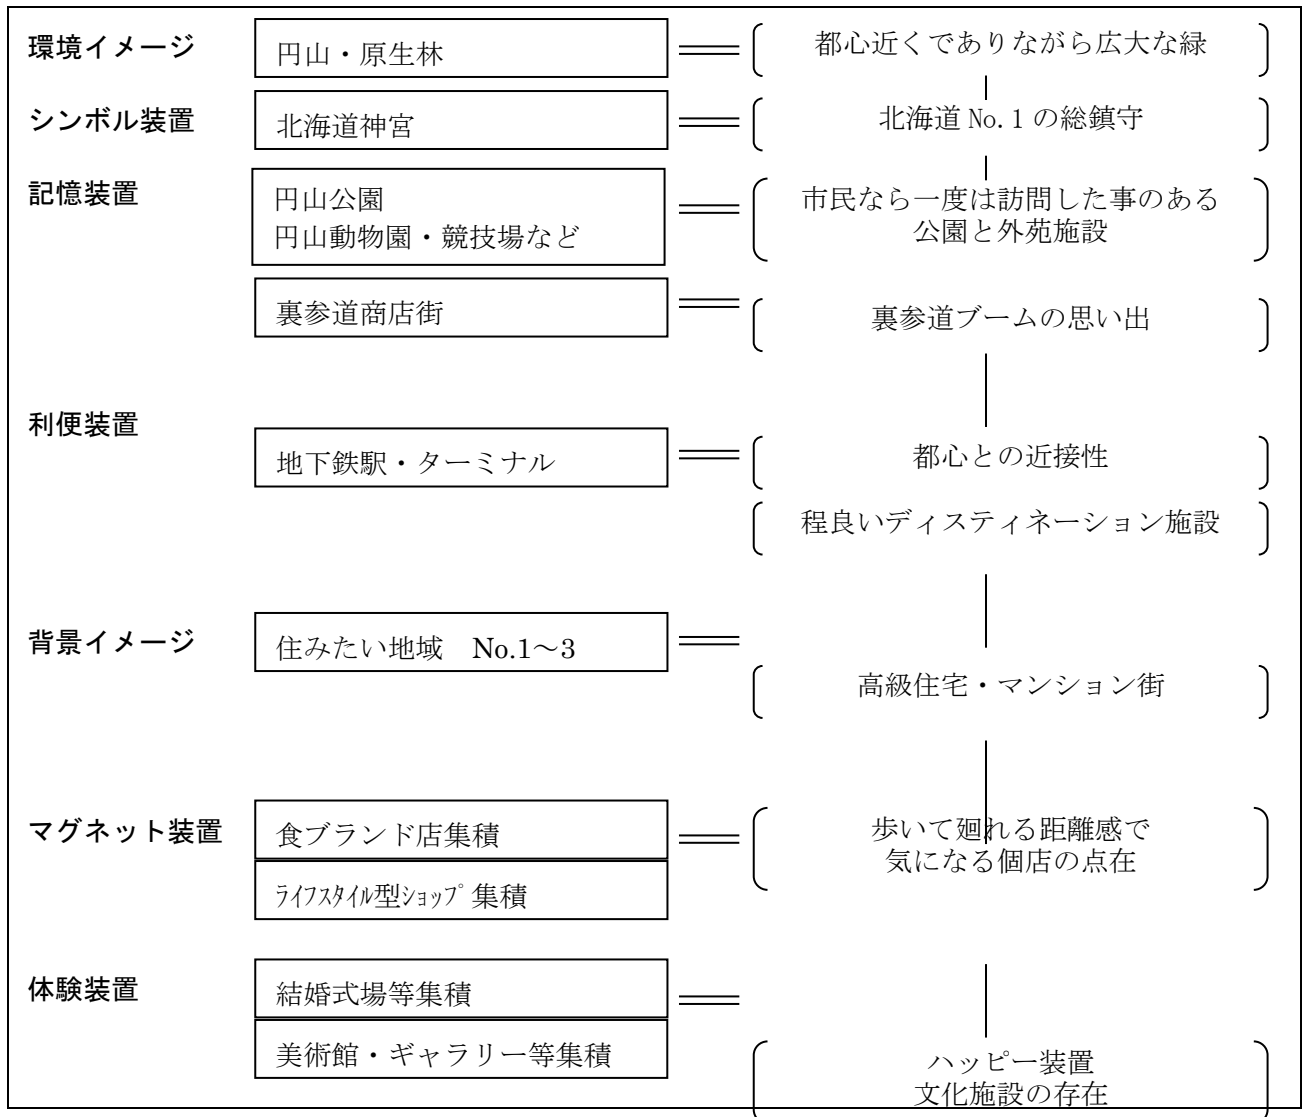 環境イメージ
円山・原生林
都心近くでありながら広大な緑
シンボル装置
北海道神宮
北海道 No.1 の総鎮守
記憶装置
円山公園
円山動物園・競技場など
市民なら一度は訪問した事のある
公園と外苑施設
裏参道商店街
裏参道ブームの思い出
利便装置
地下鉄駅・ターミナル
都心との近接性
程良いディスティネーション施設
背景イメージ
住みたい地域　No.1～3
高級住宅・マンション街
マグネット装置
食ブランド店集積
ﾗｲﾌｽﾀｲﾙ型ｼｮｯﾌﾟ集積
歩いて廻れる距離感で
気になる個店の点在
体験装置
結婚式場等集積
美術館・ギャラリー等集積
ハッピー装置
文化施設の存在